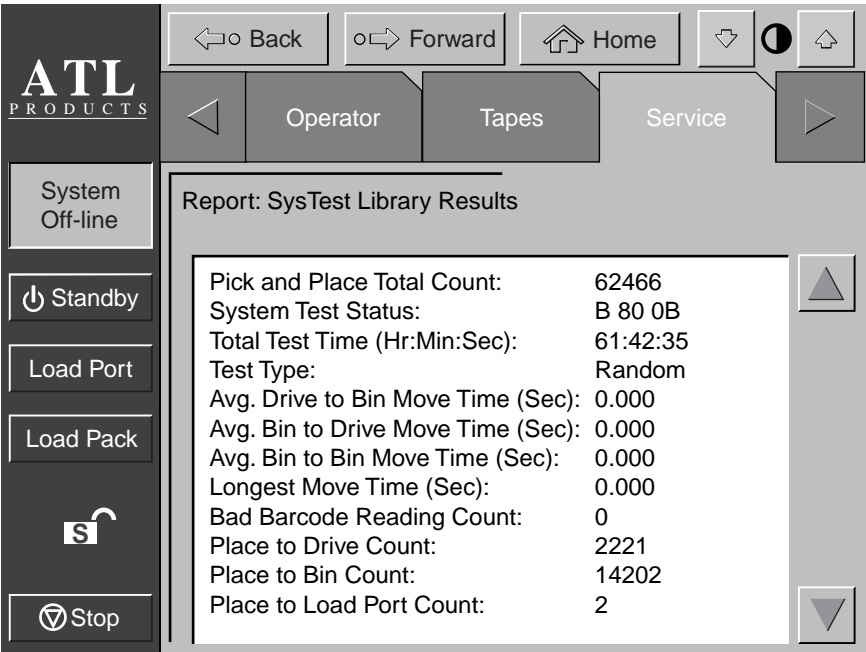 Back Forward Home
ATL
PRODUCTS
Operator Tapes Service
System
Off-line
Report: SysTest Library Results
Standby
Load Port
Load Pack
S
Stop
Pick and Place Total Count: 62466
System Test Status: B 80 0B
Total Test Time (Hr:Min:Sec): 61:42:35
Test Type: Random
Avg. Drive to Bin Move Time (Sec): 0.000
Avg. Bin to Drive Move Time (Sec): 0.000
Avg. Bin to Bin Move Time (Sec): 0.000
Longest Move Time (Sec): 0.000
Bad Barcode Reading Count: 0
Place to Drive Count: 2221
Place to Bin Count: 14202
Place to Load Port Count: 2